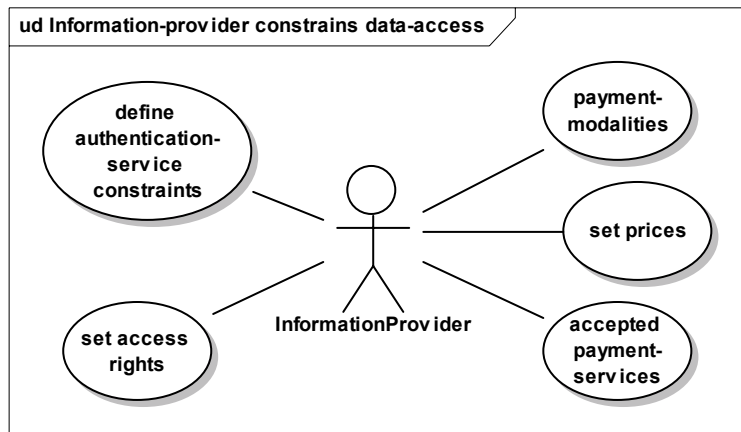 ud Information-provider constrains data-access
define
authentication-
service
constraints
payment-
modalities
set prices
InformationProvider
set access
rights
accepted
payment-
services